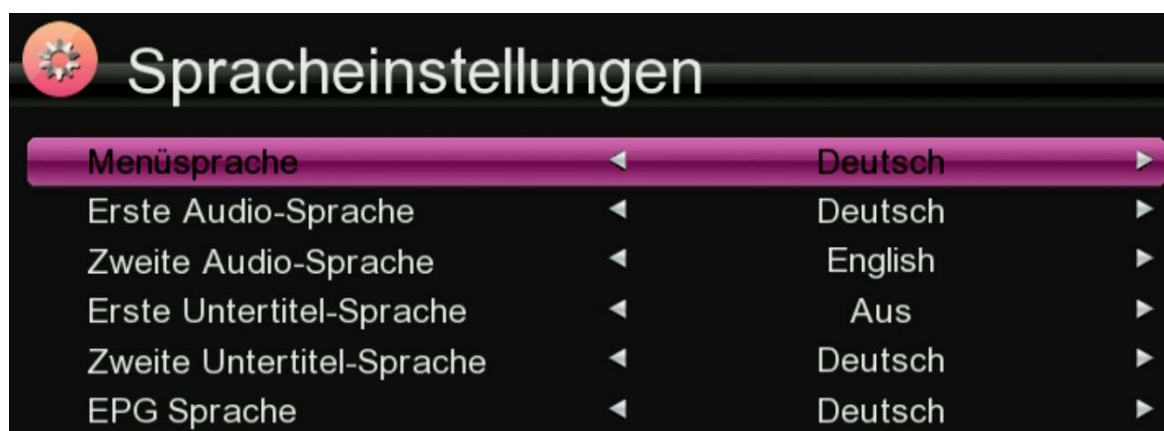 Spracheinstellungen
Menüsprache Deutsch
Erste Audio-Sprache Deutsch
Zweite Audio-Sprache English
Erste Untertitel-Sprache Aus
Zweite Untertitel-Sprache Deutsch
EPG Sprache Deutsch